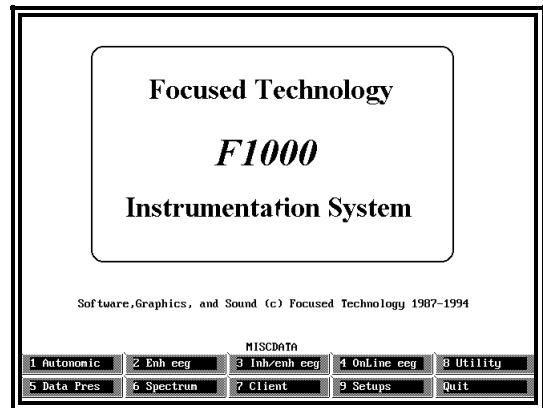 Focused Technology
F1000
Instrumentation System
Software,Graphics, and Sound (c) Focused Technology 1987-1994
MISCDATA
1 Autonomic 2 Enh eeg 3 Inh/enh eeg 4 OnLine eeg 8 Utility
5 Data Pres 6 Spectrum 7 Client 9 Setups Quit